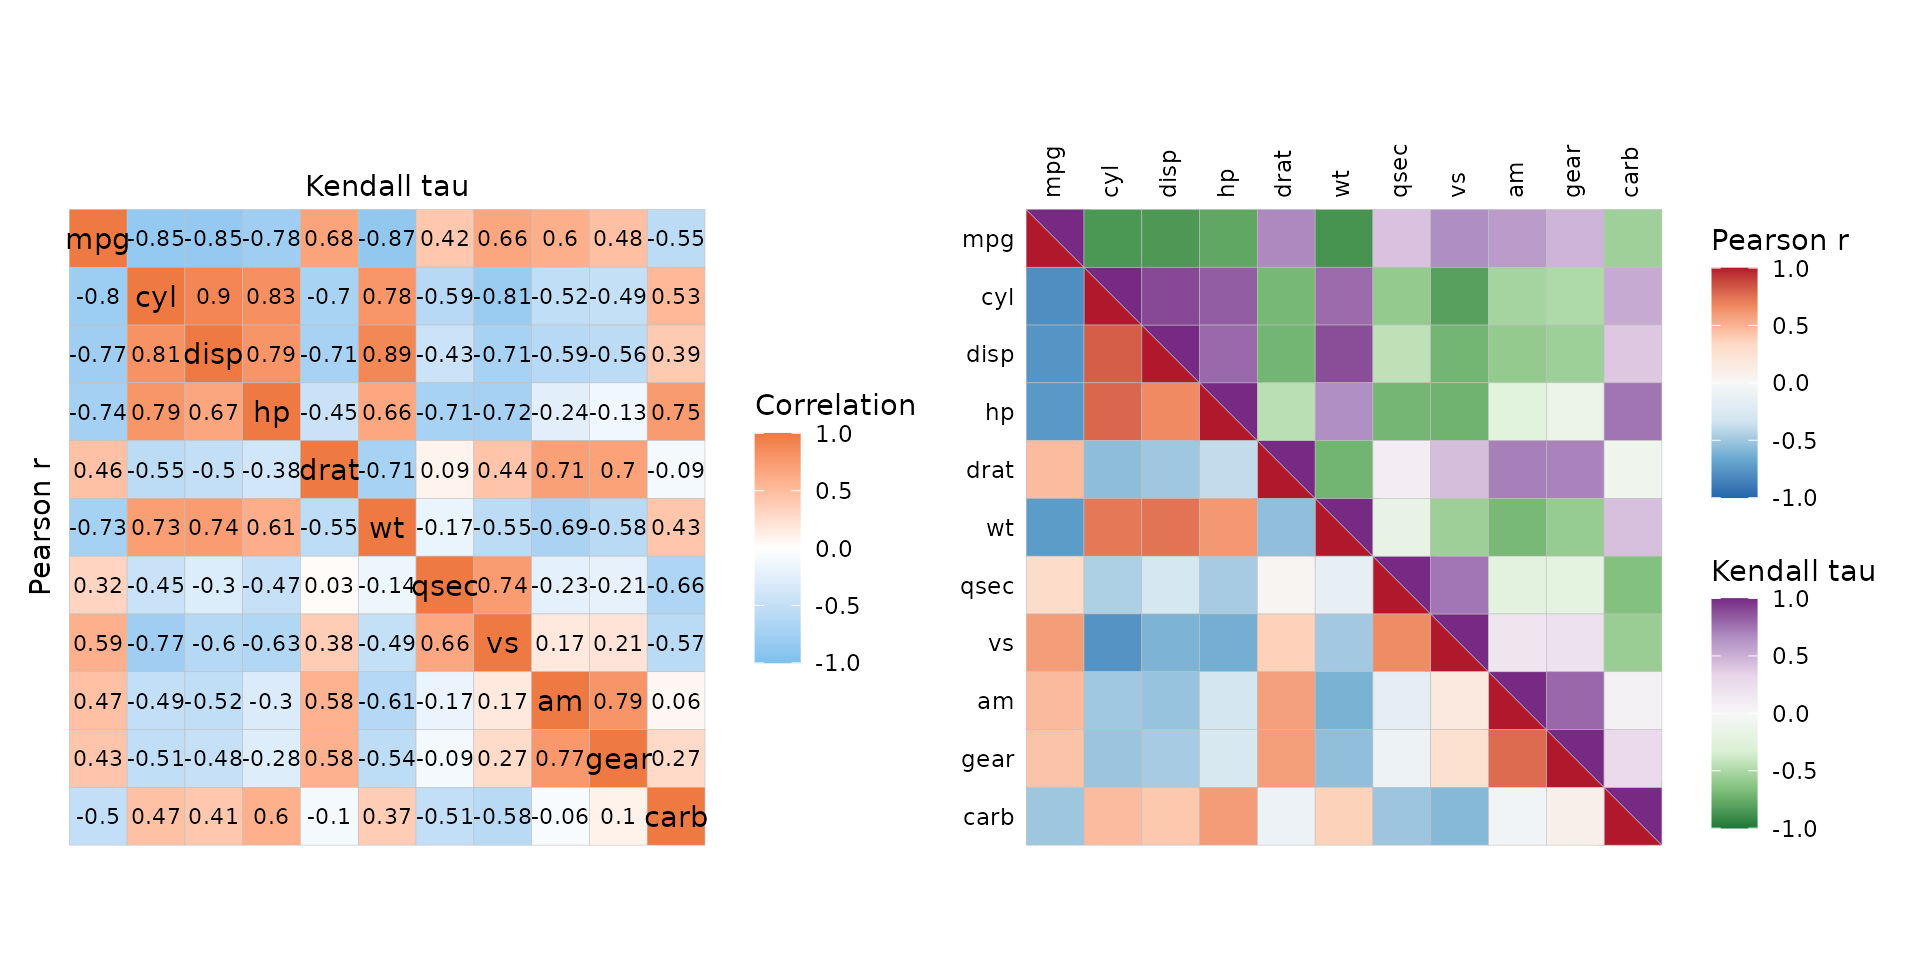 Kendall tau
Pearson r
mpg -0.85 -0.85 -0.78 0.68 -0.87 0.42 0.66 0.6 0.48 -0.55
-0.8 cyl 0.9 0.83 -0.7 0.78 -0.59 -0.81 -0.52 -0.49 0.53
-0.77 0.81 disp 0.79 -0.71 0.89 -0.43 -0.71 -0.59 -0.56 0.39
-0.74 0.79 0.67 hp -0.45 0.66 -0.71 -0.72 -0.24 -0.13 0.75
0.46 -0.55 -0.5 -0.38 drat -0.71 0.09 0.44 0.71 0.7 -0.09
-0.73 0.73 0.74 0.61 -0.55 wt -0.17 -0.55 -0.69 -0.58 0.43
0.32 -0.45 -0.3 -0.47 0.03 -0.14 qsec 0.74 -0.23 -0.21 -0.66
0.59 -0.77 -0.6 -0.63 0.38 -0.49 0.66 vs 0.17 0.21 -0.57
0.47 -0.49 -0.52 -0.3 0.58 -0.61 -0.17 0.17 am 0.79 0.06
0.43 -0.51 -0.48 -0.28 0.58 -0.54 -0.09 0.27 0.77 gear 0.27
-0.5 0.47 0.41 0.6 -0.1 0.37 -0.51 -0.58 -0.06 0.1 carb
Correlation
1.0
0.5
0.0
-0.5
-1.0
mpg cyl disp hp drat wt qsec vs am gear carb
mpg
cyl
disp
hp
drat
wt
qsec
vs
am
gear
carb
Pearson r
1.0
0.5
0.0
-0.5
-1.0
Kendall tau
1.0
0.5
0.0
-0.5
-1.0